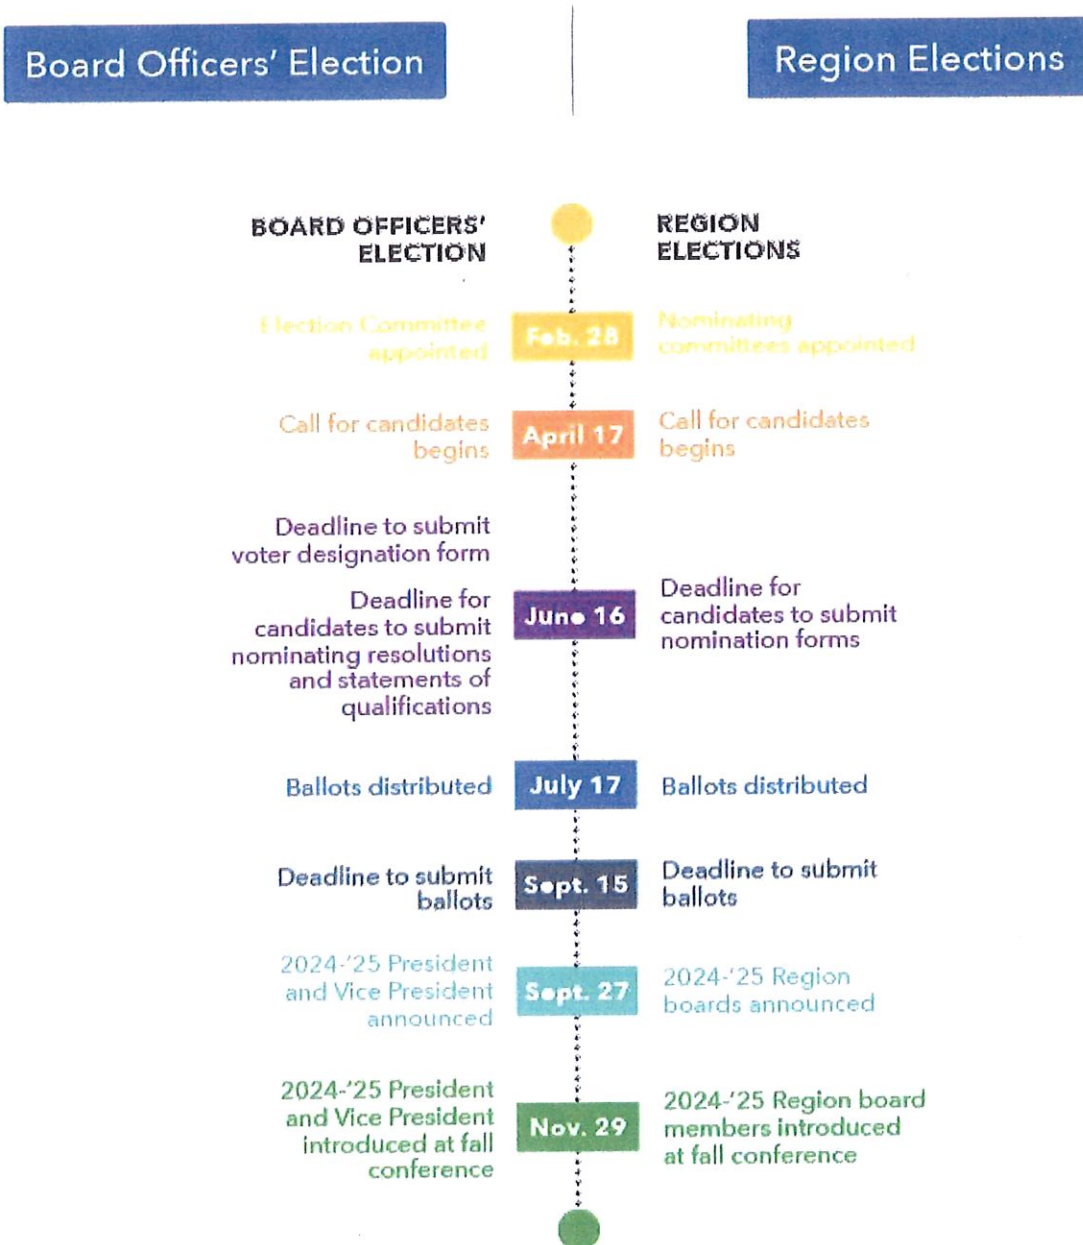 Board Officers' Election
Region Elections
BOARD OFFICERS'
ELECTION
REGION
ELECTIONS
Election Committee
appointed
Feb. 28
Nominating
committees appointed
Call for candidates
begins
April 17
Call for candidates
begins
Deadline to submit
voter designation form
Deadline for
candidates to submit
nominating resolutions
and statements of
qualifications
June 16
Deadline for
candidates to submit
nomination forms
Ballots distributed
July 17
Ballots distributed
Deadline to submit
ballots
Sept. 15
Deadline to submit
ballots
2024-'25 President
and Vice President
announced
Sept. 27
2024-'25 Region
boards announced
2024-'25 President
and Vice President
introduced at fall
conference
Nov. 29
2024-'25 Region board
members introduced
at fall conference